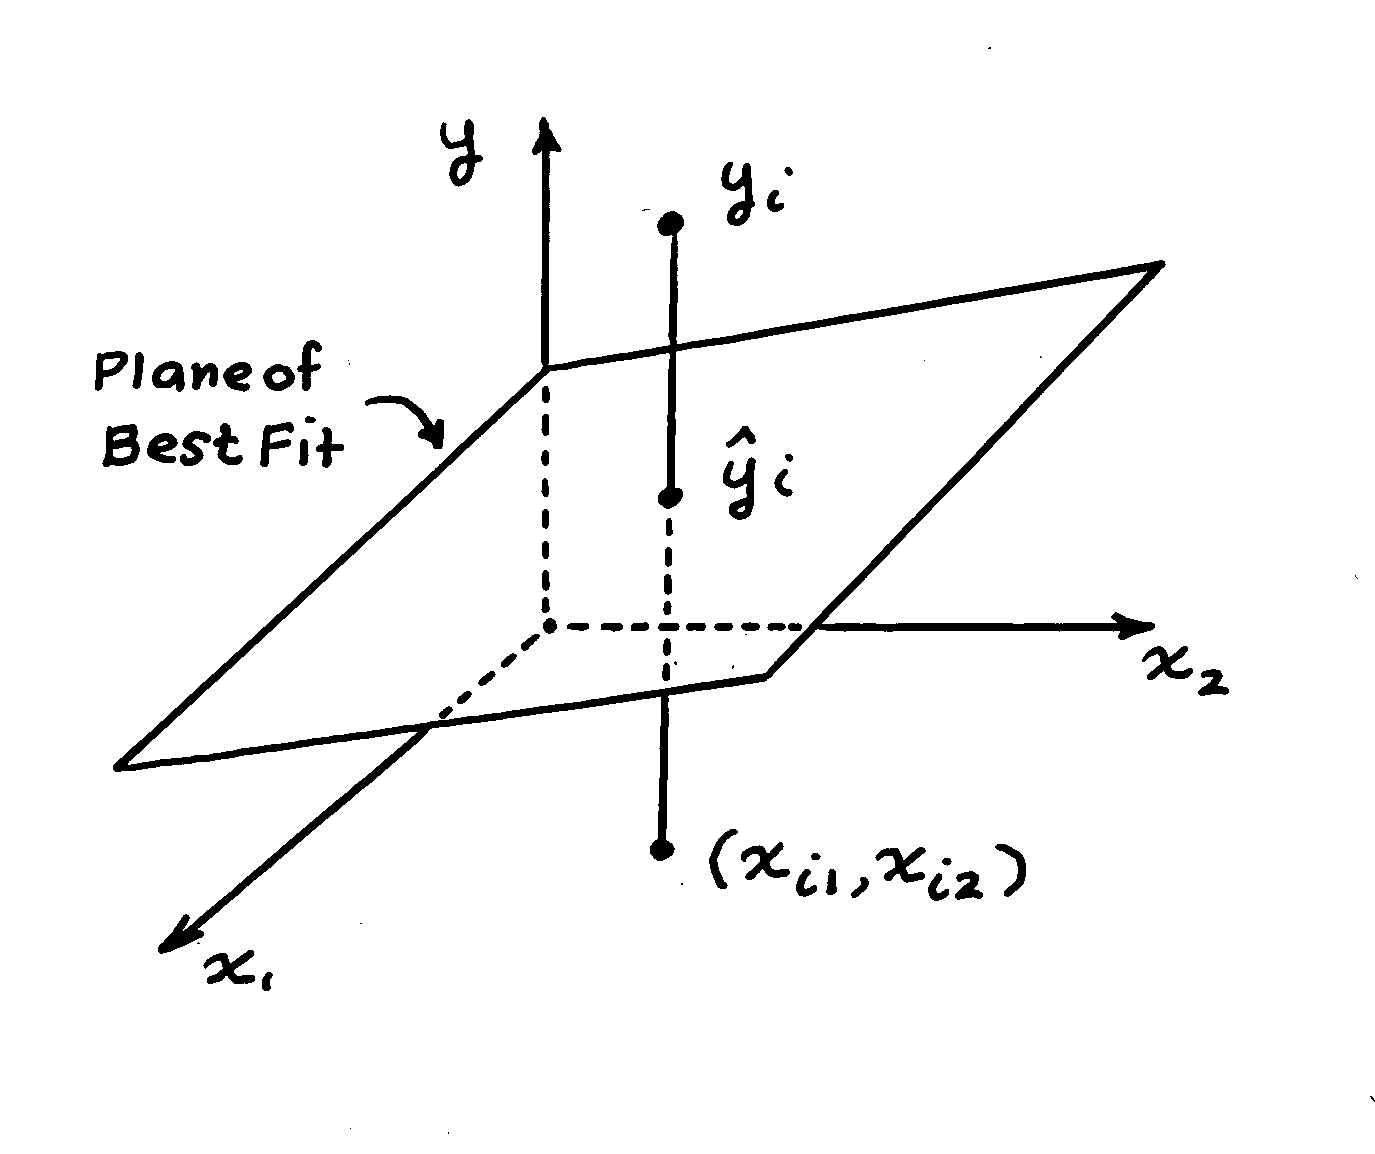 y
yᵢ
Plane of
Best Fit
ŷᵢ
x₂
(xᵢ₁, xᵢ₂)
x₁